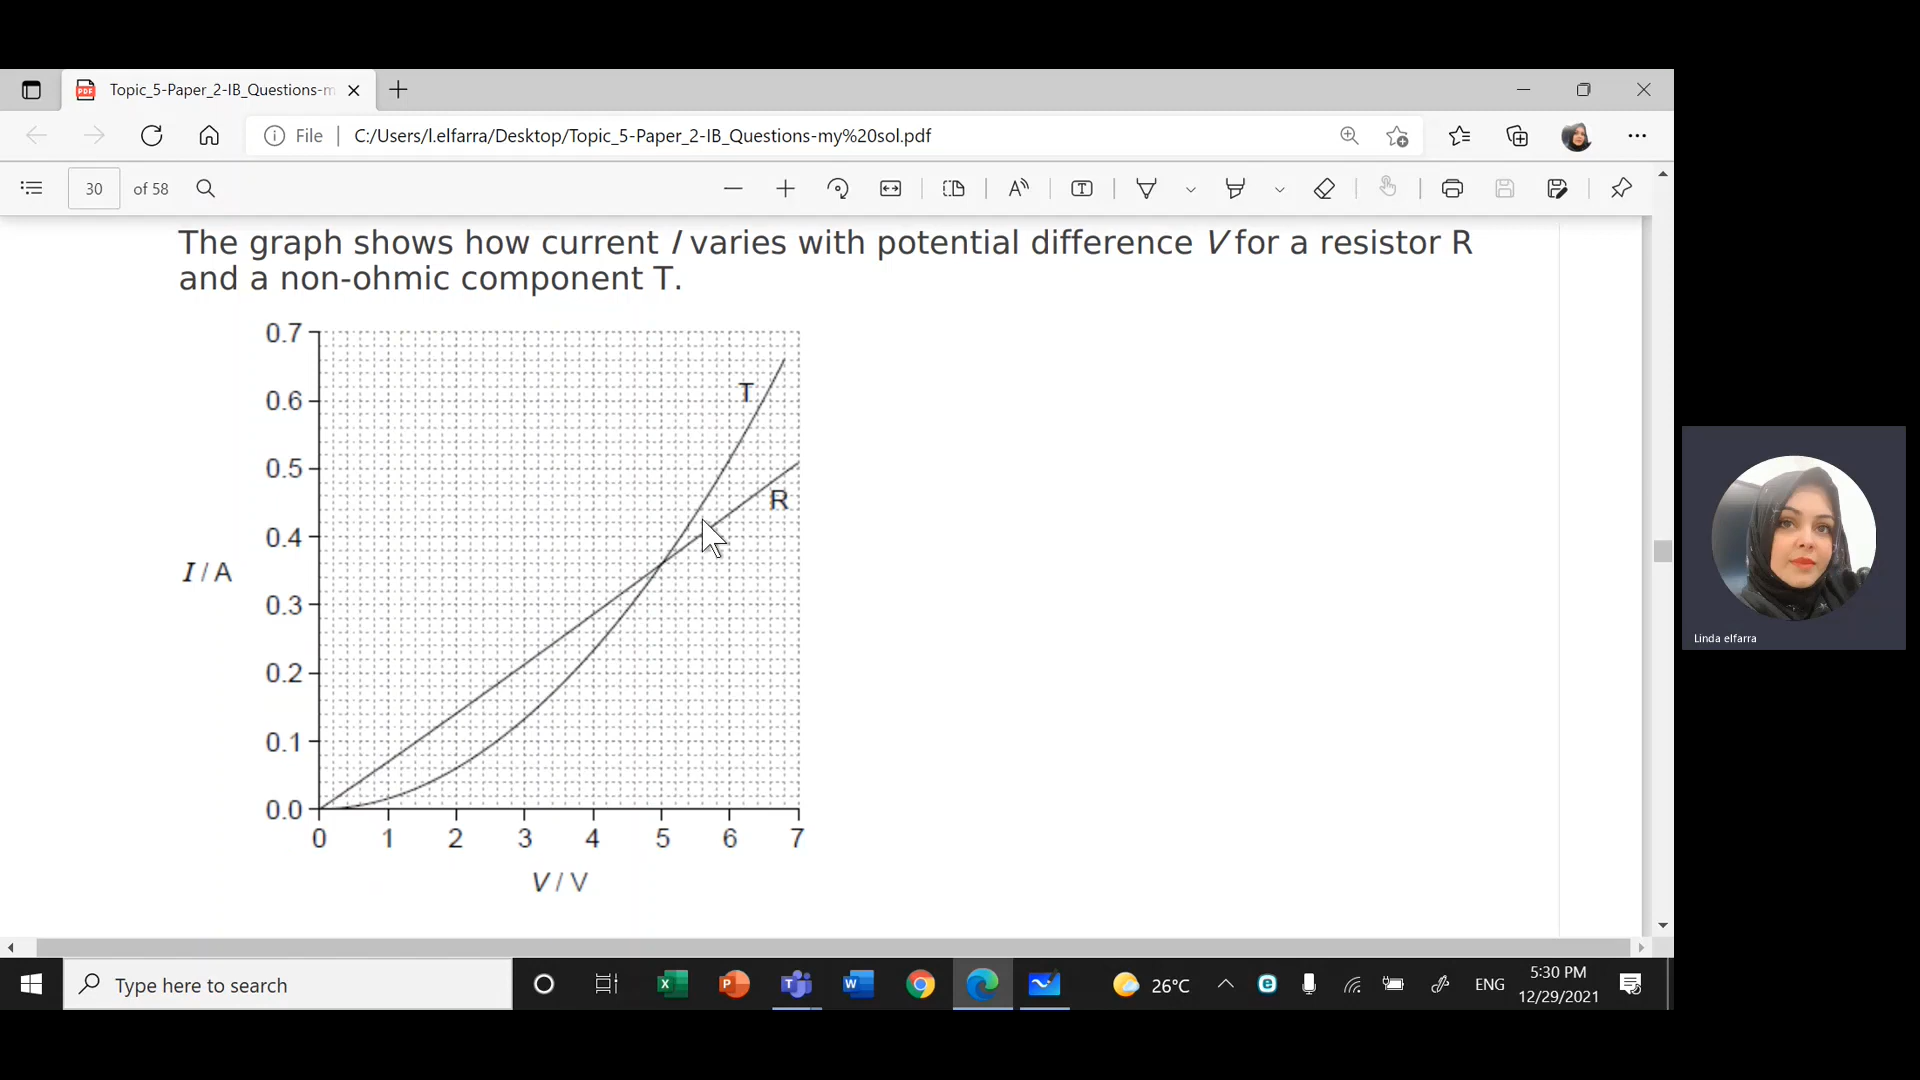 Topic_5-Paper_2-IB_Questions-m
File
C:/Users/l.elfarra/Desktop/Topic_5-Paper_2-IB_Questions-my%20sol.pdf
30 of 58
The graph shows how current I varies with potential difference V for a resistor R
and a non-ohmic component T.
0.7
T
0.6
0.5
R
0.4
I / A
0.3
0.2
0.1
0.0
0 1 2 3 4 5 6 7
V / V
Linda elfarra
Type here to search
26°C
ENG
5:30 PM
12/29/2021